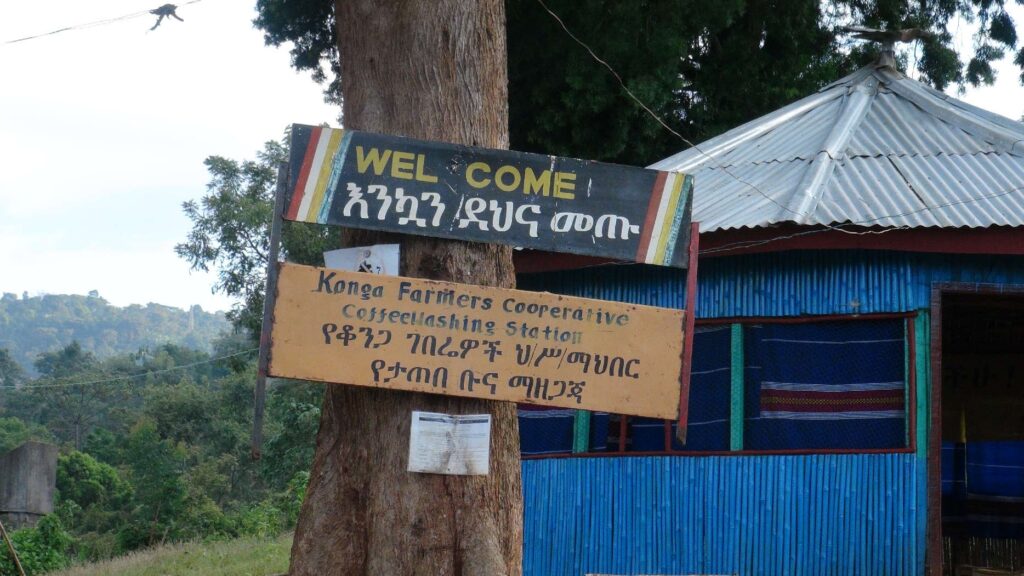 WEL COME
እንኳን ደህና መጡ
Konga Farmers Cooperative
CoffeeWashing Station
የቆንጋ ገበሬዎች ህ/ሥ/ማህበር
የታጠበ ቡና ማዘጋጃ